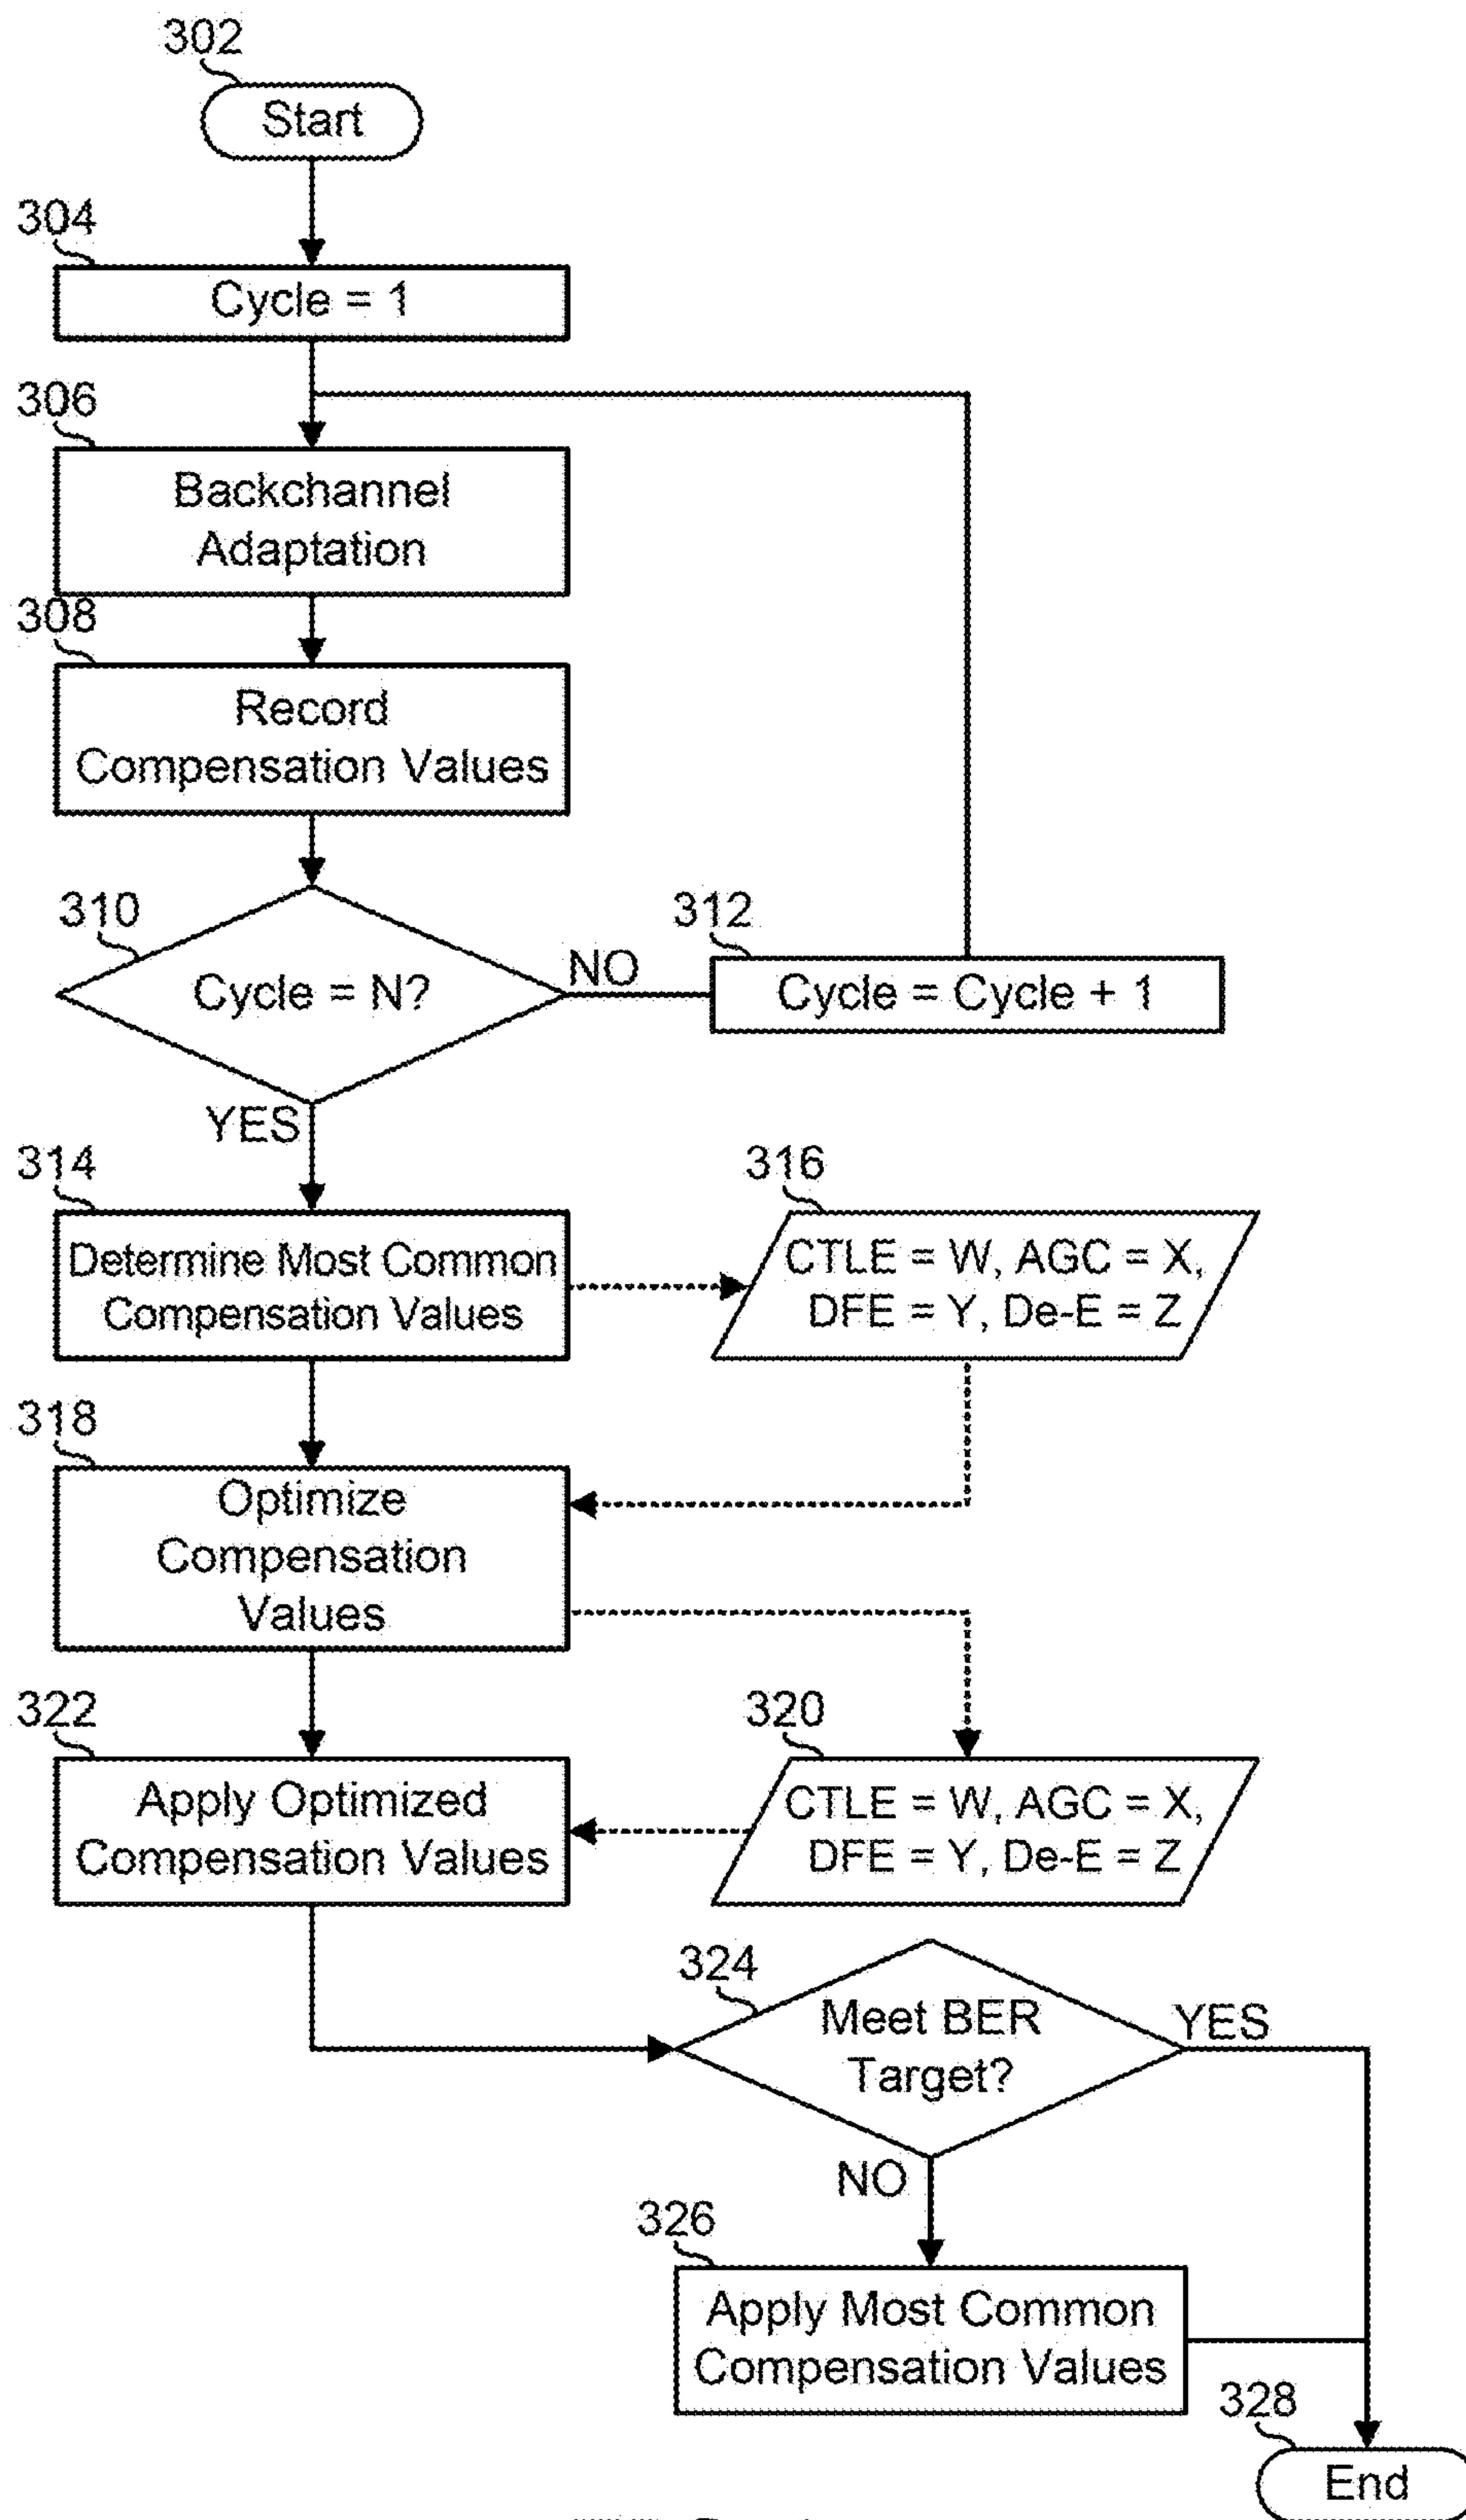 302
Start
304
Cycle = 1
306
Backchannel
Adaptation
308
Record
Compensation Values
310
Cycle = N?
NO
312
Cycle = Cycle + 1
YES
314
Determine Most Common
Compensation Values
316
CTLE = W, AGC = X,
DFE = Y, De-E = Z
318
Optimize
Compensation
Values
322
Apply Optimized
Compensation Values
320
CTLE = W, AGC = X,
DFE = Y, De-E = Z
324
Meet BER
Target?
YES
NO
326
Apply Most Common
Compensation Values
328
End